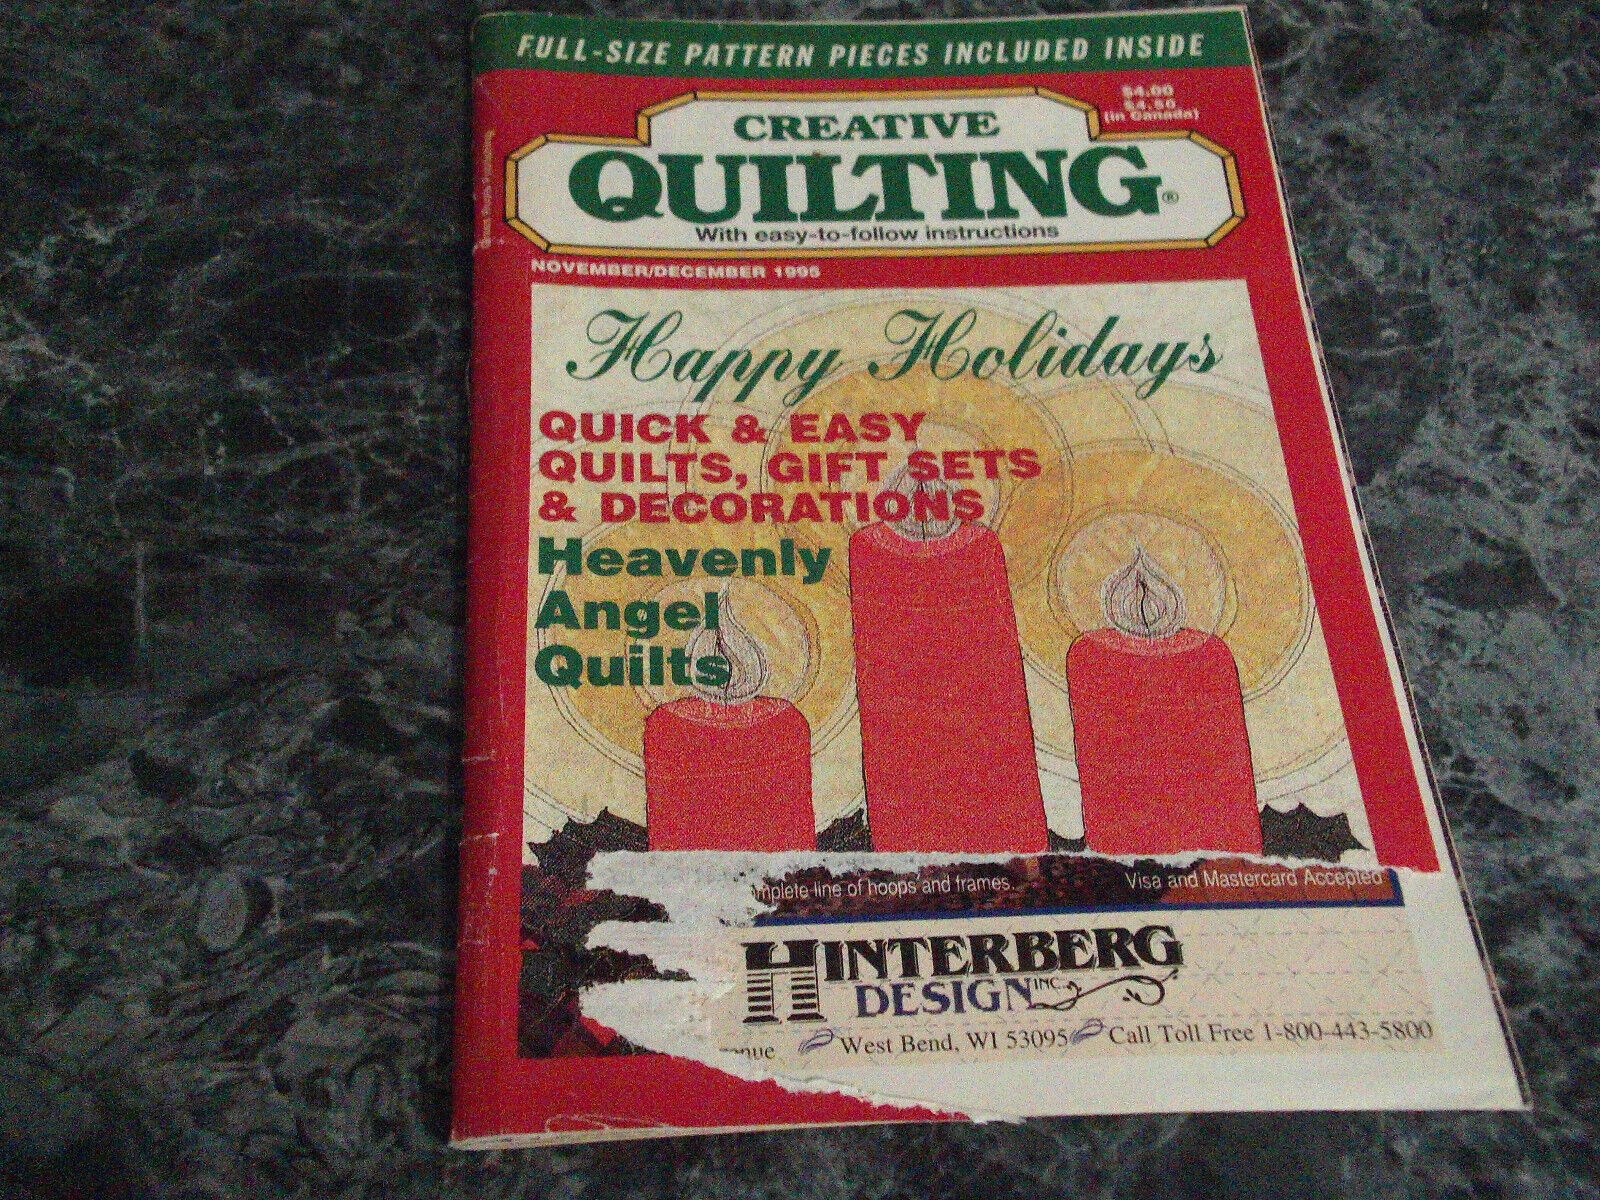 FULL-SIZE PATTERN PIECES INCLUDED INSIDE
$4.00
$4.50
(in Canada)
CREATIVE
QUILTING®
With easy-to-follow instructions
NOVEMBER/DECEMBER 1995
Happy Holidays
QUICK & EASY
QUILTS, GIFT SETS
& DECORATIONS
Heavenly
Angel
Quilts
mplete line of hoops and frames.
Visa and Mastercard Accepted
HINTERBERG
DESIGN INC.
West Bend, WI 53095
Call Toll Free 1-800-443-5800